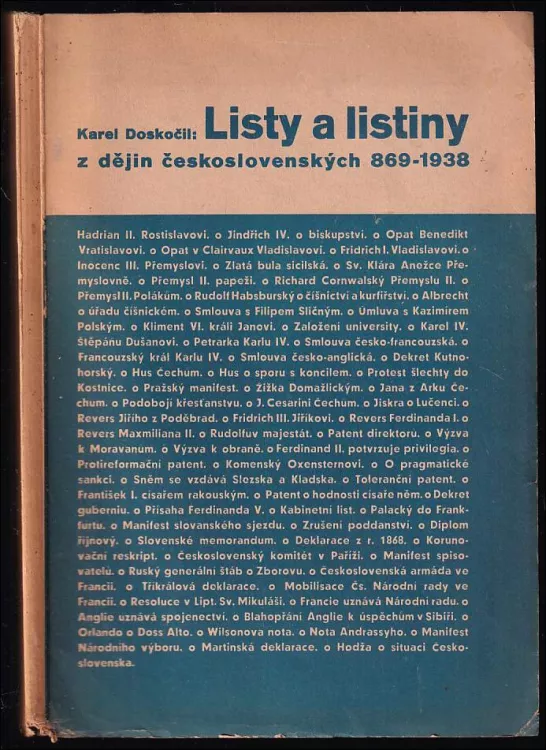 Karel Doskočil: Listy a listiny
z dějin československých 869-1938
Hadrian II. Rostislavovi. o Jindřich IV. o biskupství. o Opat Benedikt
Vratislavovi. o Opat v Clairvaux Vladislavovi. o Fridrich I. Vladislavovi. o
Inocenc III. Přemyslovi. o Zlatá bula sicilská. o Sv. Klára Anežce Pře-
myslovně. o Přemysl II. papeži. o Richard Cornwalský Přemyslu II. o
Přemysl II. Polákům. o Rudolf Habsburský o číšnictví a kurfiřství. o Albrecht
o úřadu číšnickém. o Smlouva s Filipem Sličným. o Úmluva s Kazimírem
Polským. o Kliment VI. králi Janovi. o Založení university. o Karel IV.
Štěpánu Dušanovi. o Petrarka Karlu IV. o Smlouva česko-francouzská. o
Francouzský král Karlu IV. o Smlouva česko-anglická. o Dekret Kutno-
horský. o Hus Čechům. o Hus o sporu s koncilem. o Protest šlechty do
Kostnice. o Pražský manifest. o Žižka Domažlickým. o Jana z Arku Če-
chům. o Podobojí křesťanstvu. o J. Cesarini Čechům. o Jiskra o Lučenci. o
Revers Jiřího z Poděbrad. o Fridrich III. Jiříkovi. o Revers Ferdinanda I. o
Revers Maxmiliana II. o Rudolfův majestát. o Patent direktorů. o Výzva
k Moravanům. o Výzva k obraně. o Ferdinand II. potvrzuje privilegia. o
Protireformační patent. o Komenský Oxensternovi. o O pragmatické
sankci. o Sněm se vzdává Slezska a Kladska. o Toleranční patent. o
František I. císařem rakouským. o Patent o hodnosti císaře něm. o Dekret
guberniu. o Přísaha Ferdinanda V. o Kabinetní list. o Palacký do Frank-
furtu. o Manifest slovanského sjezdu. o Zrušení poddanství. o Diplom
říjnový. o Slovenské memorandum. o Deklarace z r. 1868. o Koruno-
vační reskript. o Československý komitét v Paříži. o Manifest spiso-
vatelů. o Ruský generální štáb o Zborovu. o Československá armáda ve
Francii. o Tříkrálová deklarace. o Mobilisace Čs. Národní rady ve
Francii. o Resoluce v Lipt. Sv. Mikuláši. o Francie uznává Národní radu. o
Anglie uznává spojenectví. o Blahopřání Anglie k úspěchům v Sibiři. o
Orlando o Doss Alto. o Wilsonova nota. o Nota Andrassyho. o Manifest
Národního výboru. o Martinská deklarace. o Hodža o situaci Česko-
slovenska.